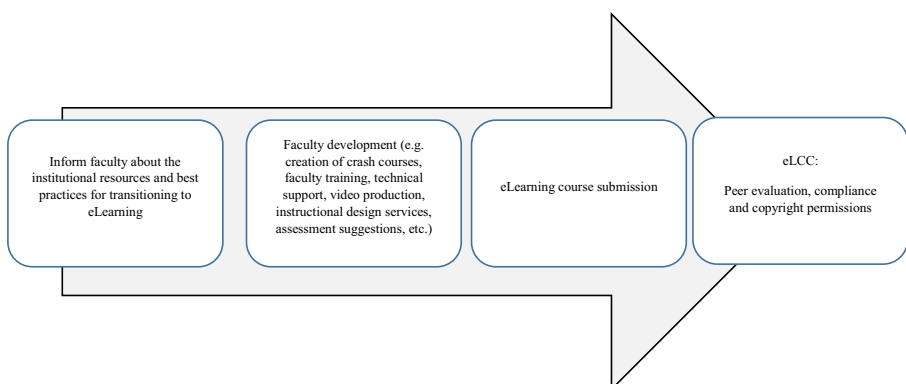 Inform faculty about the
institutional resources and best
practices for transitioning to
eLearning
Faculty development (e.g.
creation of crash courses,
faculty training, technical
support, video production,
instructional design services,
assessment suggestions, etc.)
eLearning course submission
eLCC:
Peer evaluation, compliance
and copyright permissions